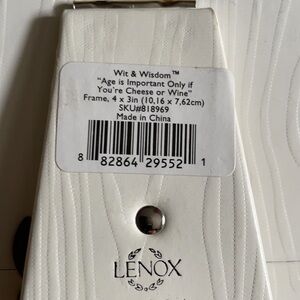 Wit & Wisdom™
"Age is Important Only if
You're Cheese or Wine"
Frame, 4 x 3in (10,16 x 7,62cm)
SKU#818969
Made in China
8 82864 29552 1
LENOX